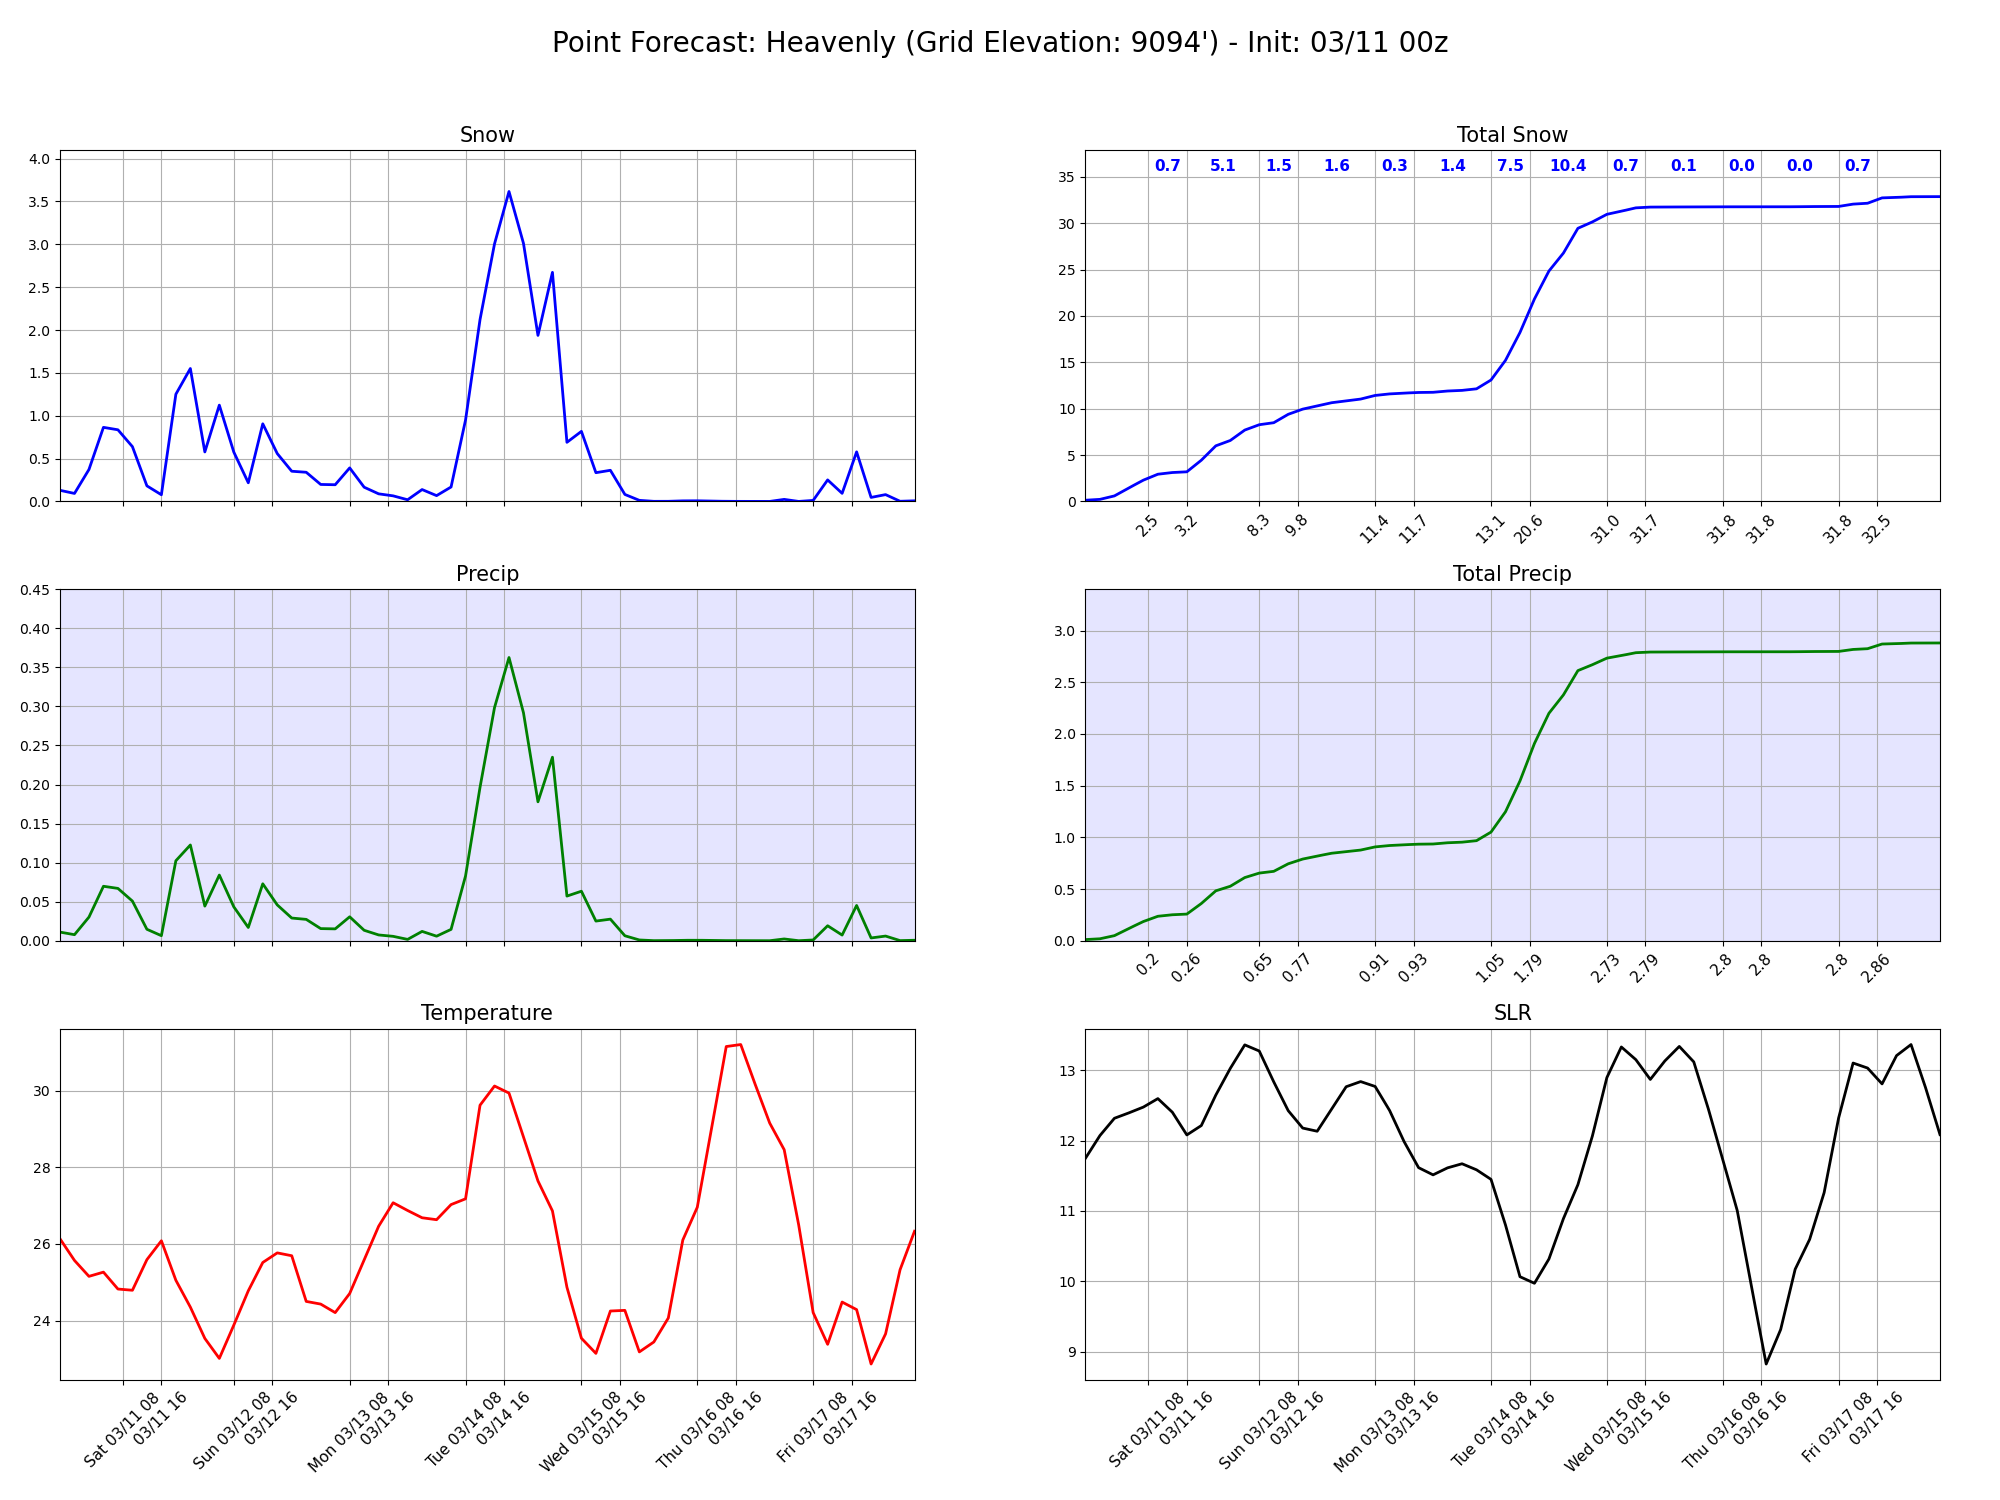 Point Forecast: Heavenly (Grid Elevation: 9094') - Init: 03/11 00z
Snow
4.0
3.5
3.0
2.5
2.0
1.5
1.0
0.5
0.0
Total Snow
0.7 5.1 1.5 1.6 0.3 1.4 7.5 10.4 0.7 0.1 0.0 0.0 0.7
35
30
25
20
15
10
5
0
2.5 3.2 8.3 9.8 11.4 11.7 13.1 20.6 31.0 31.7 31.8 31.8 31.8 32.5
Precip
0.45
0.40
0.35
0.30
0.25
0.20
0.15
0.10
0.05
0.00
Total Precip
3.0
2.5
2.0
1.5
1.0
0.5
0.0
0.2 0.26 0.65 0.77 0.91 0.93 1.05 1.79 2.73 2.79 2.8 2.8 2.8 2.86
Temperature
30
28
26
24
Sat 03/11 08
03/11 16
Sun 03/12 08
03/12 16
Mon 03/13 08
03/13 16
Tue 03/14 08
03/14 16
Wed 03/15 08
03/15 16
Thu 03/16 08
03/16 16
Fri 03/17 08
03/17 16
SLR
13
12
11
10
9
Sat 03/11 08
03/11 16
Sun 03/12 08
03/12 16
Mon 03/13 08
03/13 16
Tue 03/14 08
03/14 16
Wed 03/15 08
03/15 16
Thu 03/16 08
03/16 16
Fri 03/17 08
03/17 16